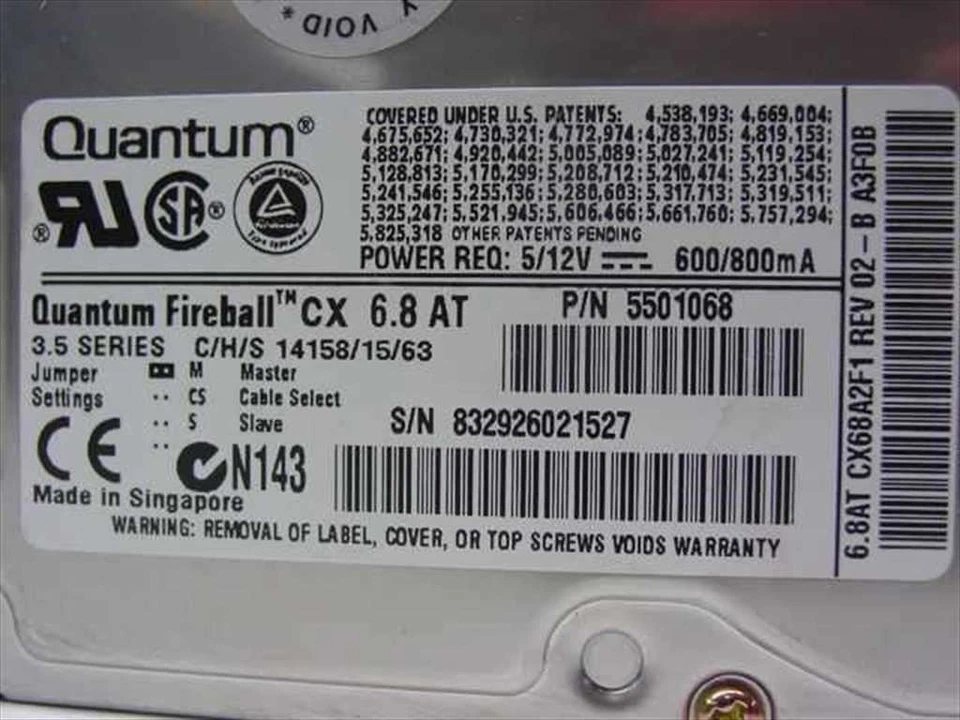 * VOID *
Quantum®
COVERED UNDER U.S. PATENTS: 4,538,193; 4,669,004;
4,675,652; 4,730,321; 4,772,974; 4,783,705; 4,819,153;
4,882,671; 4,920,442; 5,005,089; 5,027,241; 5,119,254;
5,128,813; 5,170,299; 5,208,712; 5,210,474; 5,231,545;
5,241,546; 5,255,136; 5,280,603; 5,317,713; 5,319,511;
5,325,247; 5,521,945; 5,606,466; 5,661,760; 5,757,294;
5,825,318 OTHER PATENTS PENDING
POWER REQ: 5/12V 600/800mA
Quantum Fireball™CX 6.8 AT
P/N 5501068
3.5 SERIES C/H/S 14158/15/63
Jumper M Master
Settings CS Cable Select
S Slave
S/N 832926021527
CE
N143
Made in Singapore
WARNING: REMOVAL OF LABEL, COVER, OR TOP SCREWS VOIDS WARRANTY
6.8AT CX68A2F1 REV 02-B A3F0B